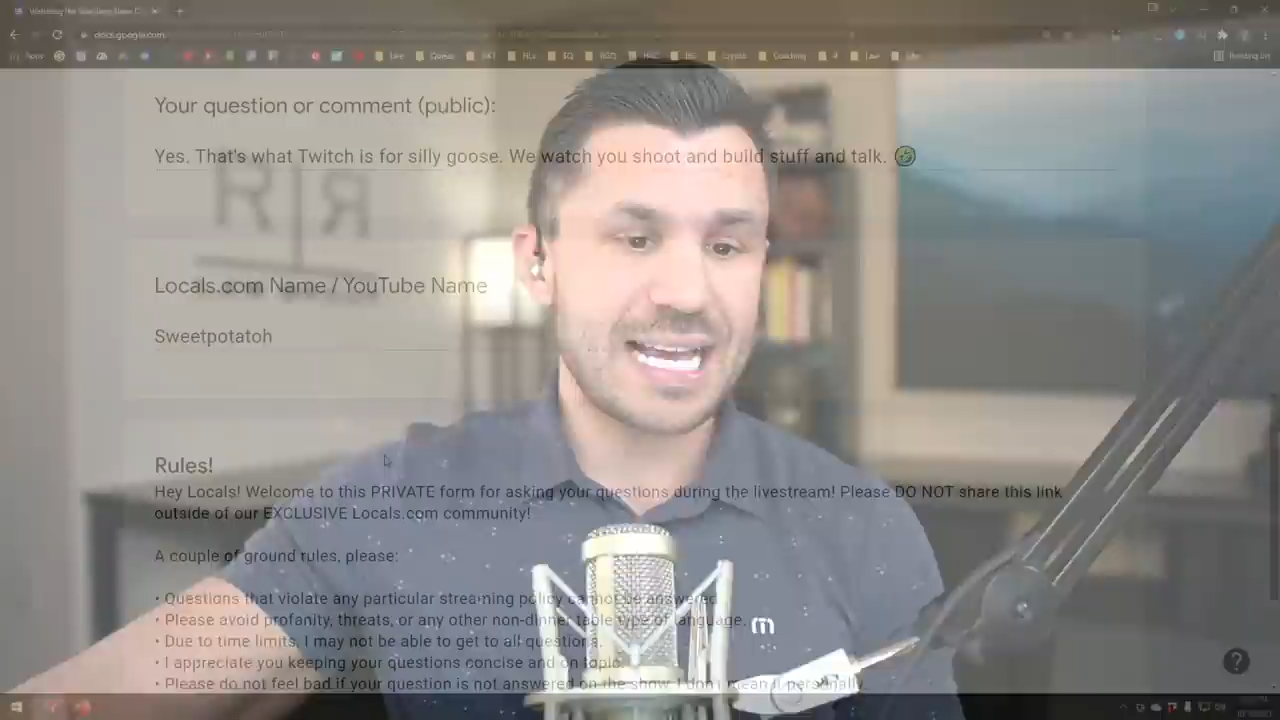 docs.google.com
Your question or comment (public):
Yes. That's what Twitch is for silly goose. We watch you shoot and build stuff and talk. 🤣
R R
Locals.com Name / YouTube Name
Sweetpotatoh
Rules!
Hey Locals! Welcome to this PRIVATE form for asking your questions during the livestream! Please DO NOT share this link
outside of our EXCLUSIVE Locals.com community!
A couple of ground rules, please:
• Questions that violate any particular streaming policy cannot be answered.
• Please avoid profanity, threats, or any other non-dinner table type of language.
• Due to time limits, I may not be able to get to all questions.
• I appreciate you keeping your questions concise and on topic.
• Please do not feel bad if your question is not answered on the show. I don't mean it personally.